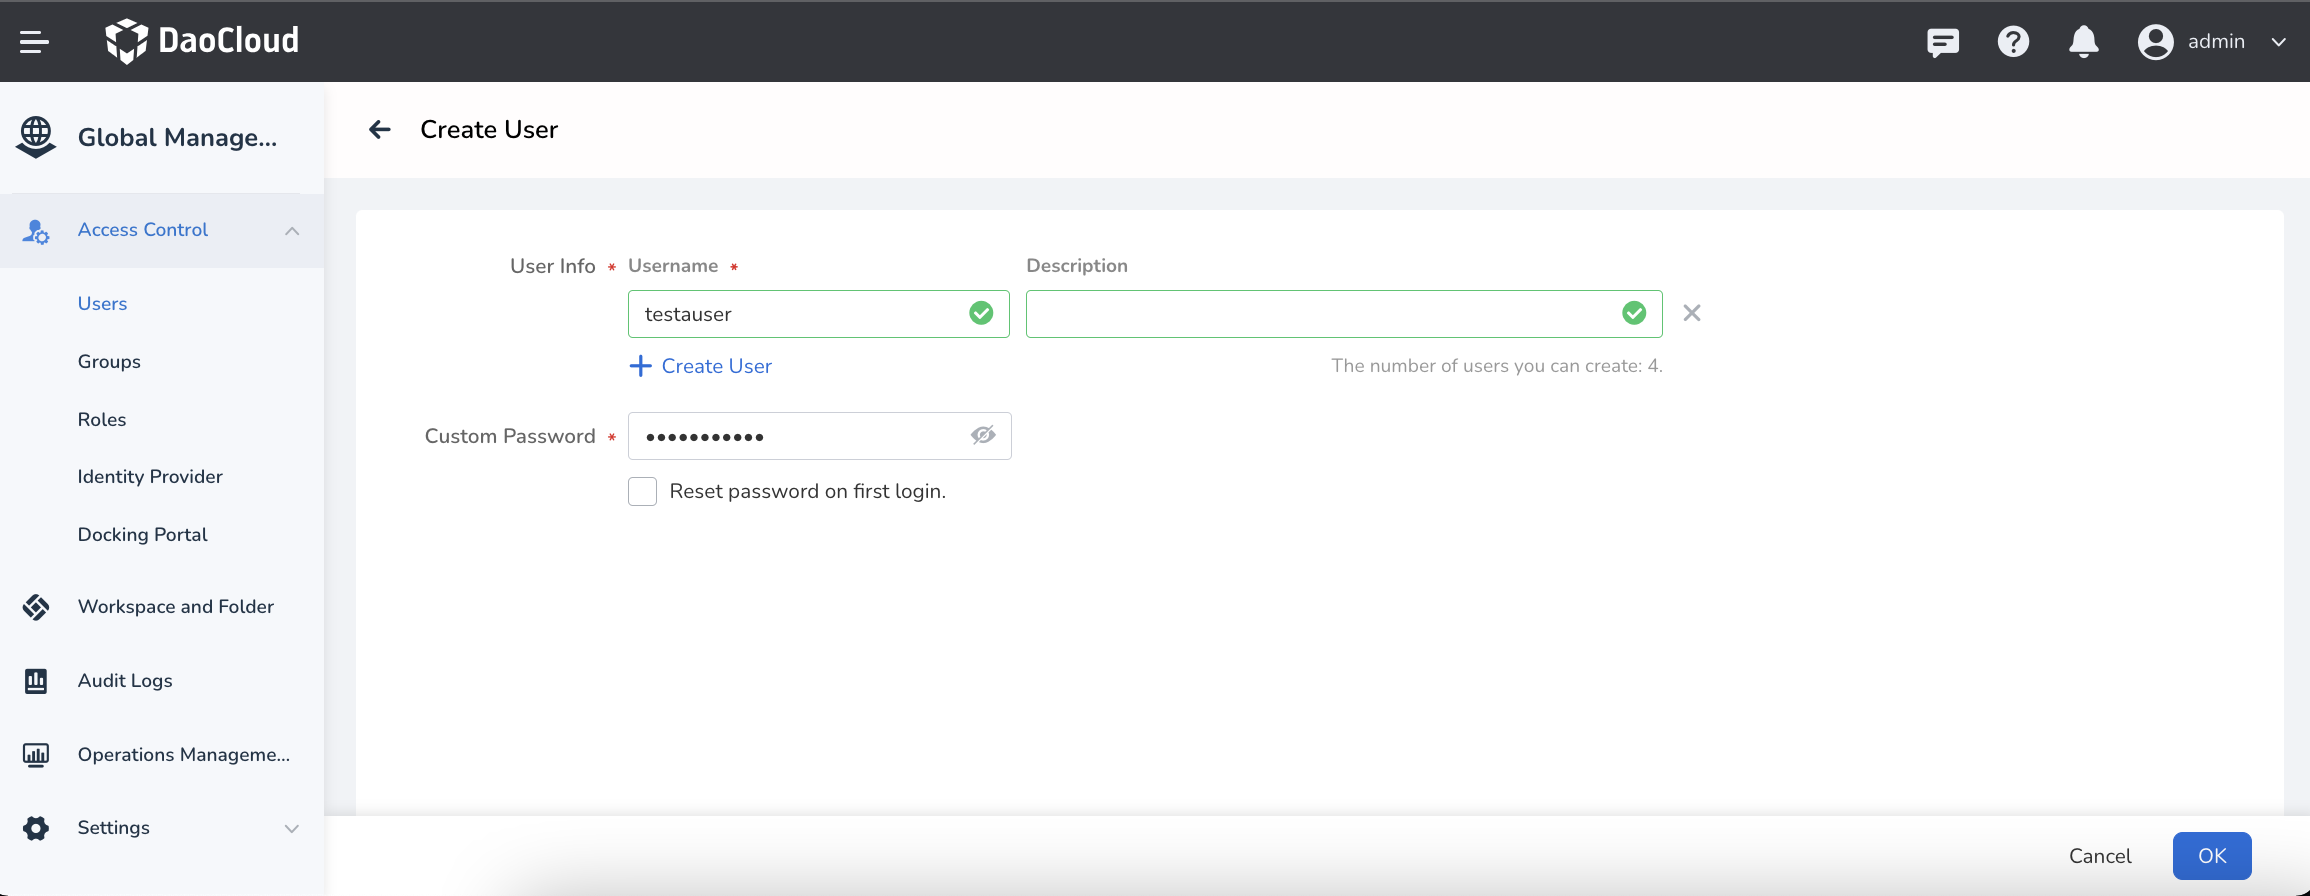 DaoCloud
admin
Global Manage...
Create User
Access Control
Users
Groups
Roles
Identity Provider
Docking Portal
Workspace and Folder
Audit Logs
Operations Manageme...
Settings
User Info * Username * Description
testauser
+ Create User The number of users you can create: 4.
Custom Password * •••••••••••
Reset password on first login.
Cancel OK